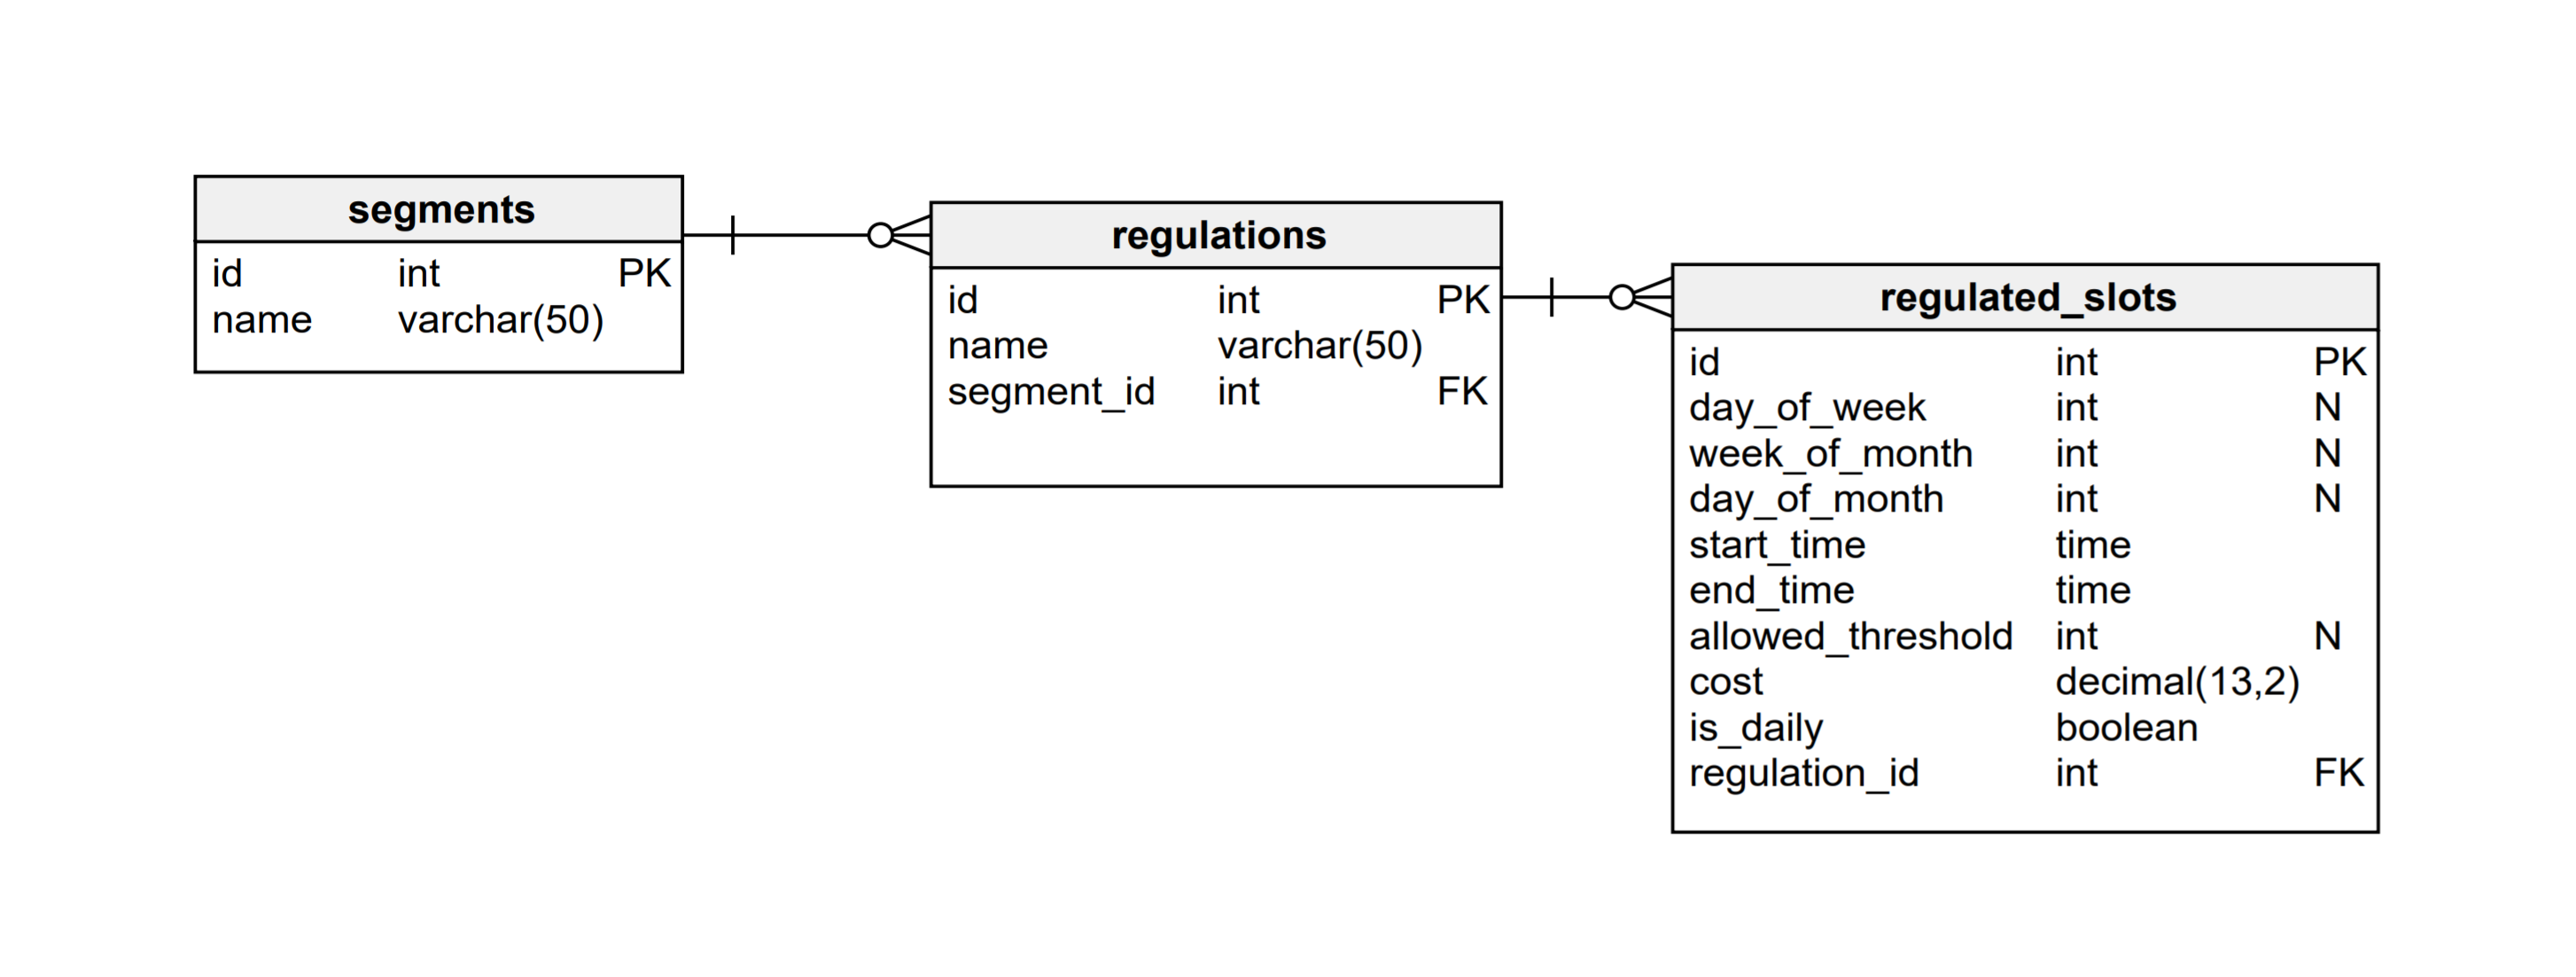 segments
id int PK
name varchar(50)
regulations
id int PK
name varchar(50)
segment_id int FK
regulated_slots
id int PK
day_of_week int N
week_of_month int N
day_of_month int N
start_time time
end_time time
allowed_threshold int N
cost decimal(13,2)
is_daily boolean
regulation_id int FK